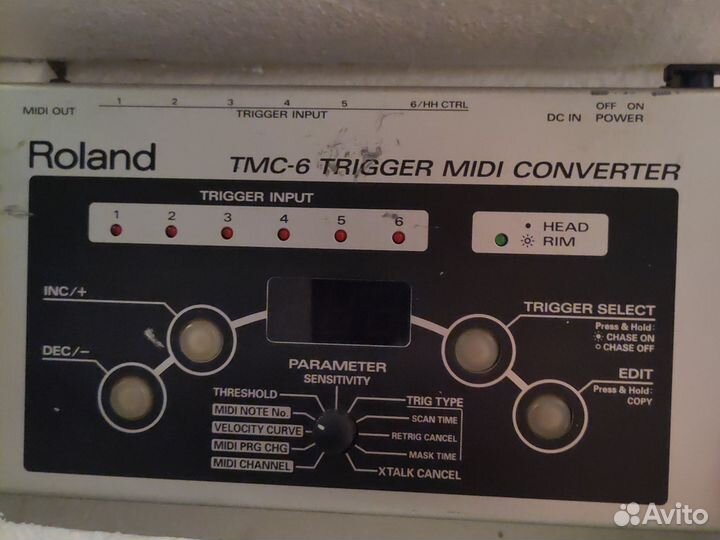 MIDI OUT
1 2 3 4 5 6/HH CTRL
TRIGGER INPUT
DC IN
OFF ON
POWER
Roland
TMC-6 TRIGGER MIDI CONVERTER
TRIGGER INPUT
1 2 3 4 5 6
HEAD
RIM
INC/+
DEC/-
TRIGGER SELECT
Press & Hold:
CHASE ON
CHASE OFF
EDIT
Press & Hold:
COPY
PARAMETER
SENSITIVITY
THRESHOLD
MIDI NOTE No.
VELOCITY CURVE
MIDI PRG CHG
MIDI CHANNEL
TRIG TYPE
SCAN TIME
RETRIG CANCEL
MASK TIME
XTALK CANCEL
Avito